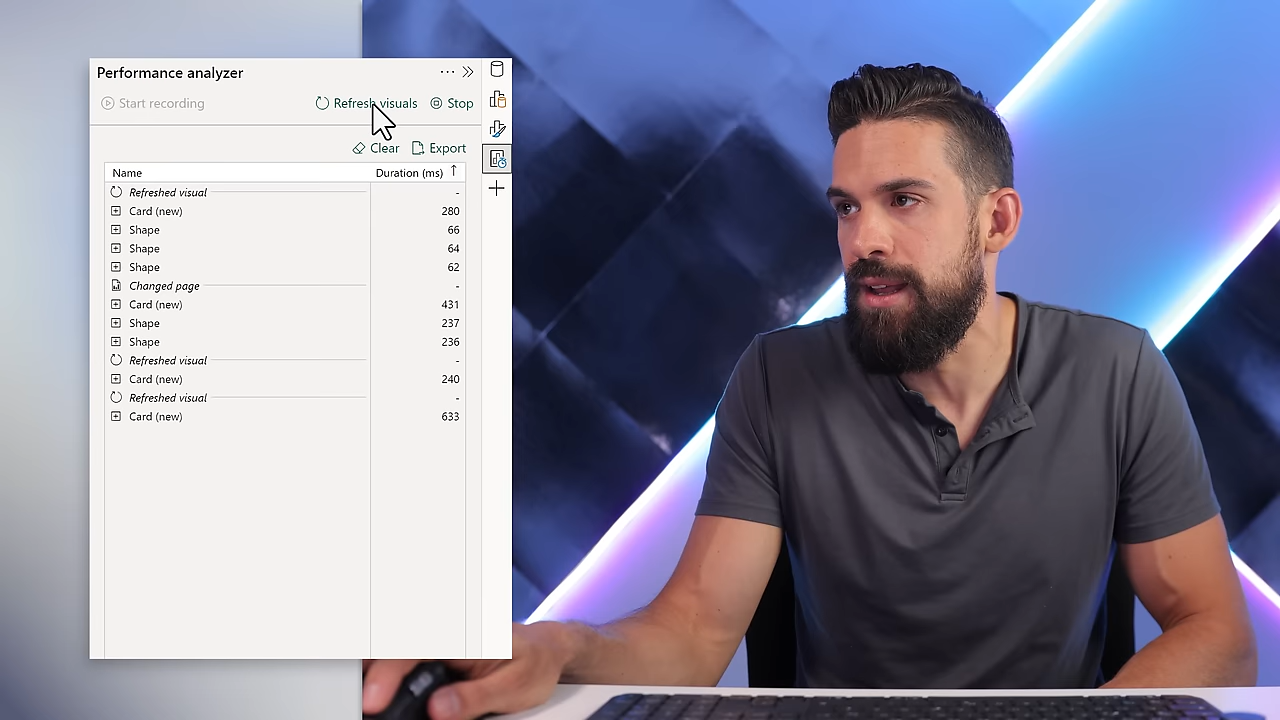 Performance analyzer
Start recording Refresh visuals Stop
Clear Export
Name Duration (ms)
Refreshed visual -
Card (new) 280
Shape 66
Shape 64
Shape 62
Changed page -
Card (new) 431
Shape 237
Shape 236
Refreshed visual -
Card (new) 240
Refreshed visual -
Card (new) 633